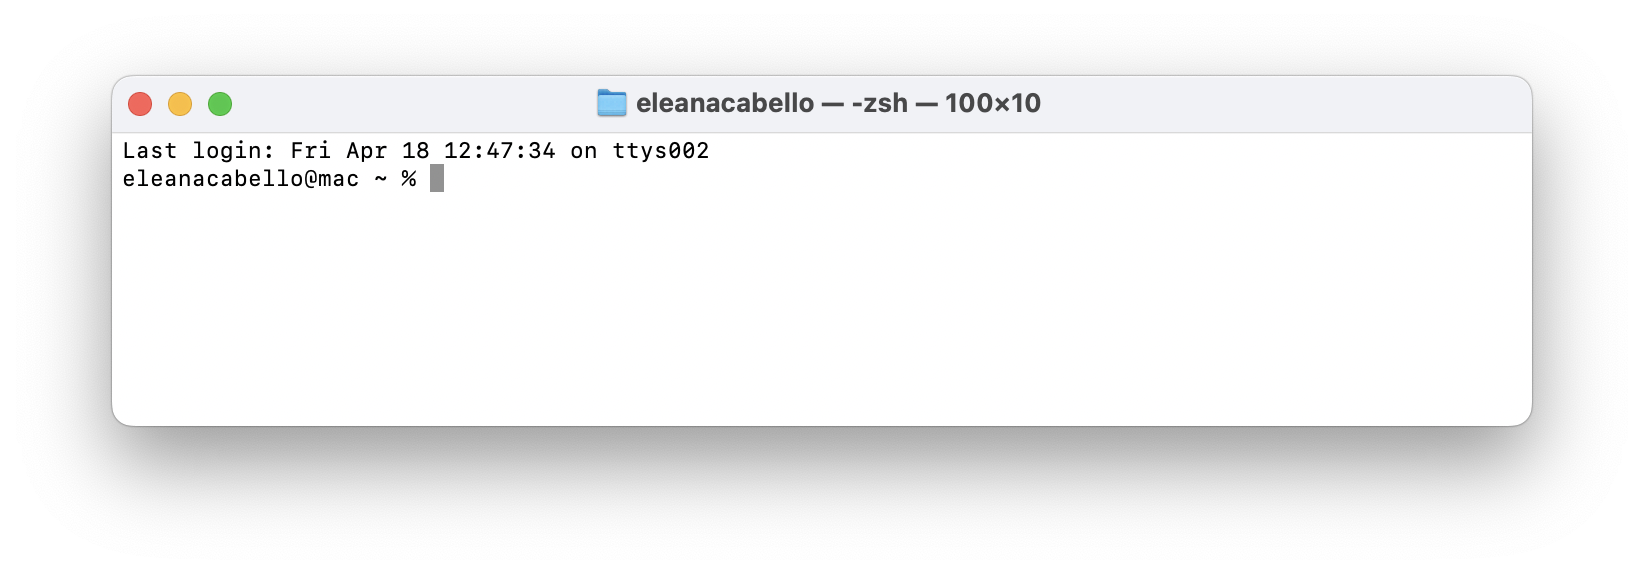 eleanacabello — -zsh — 100×10
Last login: Fri Apr 18 12:47:34 on ttys002
eleanacabello@mac ~ %